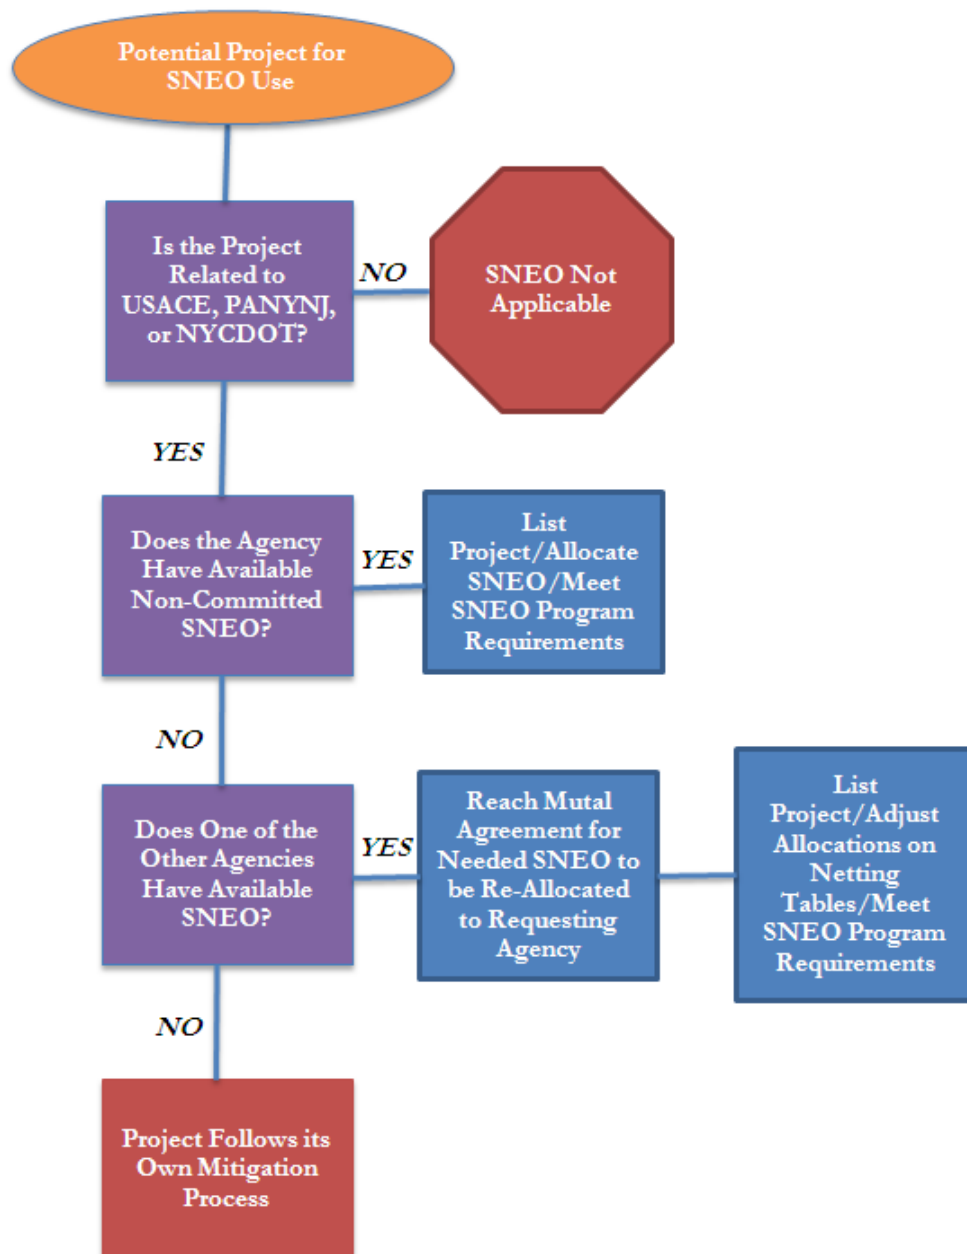 Potential Project for
SNEO Use
Is the Project
Related to
USACE, PANYNJ,
or NYCDOT?
NO
SNEO Not
Applicable
YES
Does the Agency
Have Available
Non-Committed
SNEO?
YES
List
Project/Allocate
SNEO/Meet
SNEO Program
Requirements
NO
Does One of the
Other Agencies
Have Available
SNEO?
YES
Reach Mutal
Agreement for
Needed SNEO to
be Re-Allocated
to Requesting
Agency
List
Project/Adjust
Allocations on
Netting
Tables/Meet
SNEO Program
Requirements
NO
Project Follows its
Own Mitigation
Process